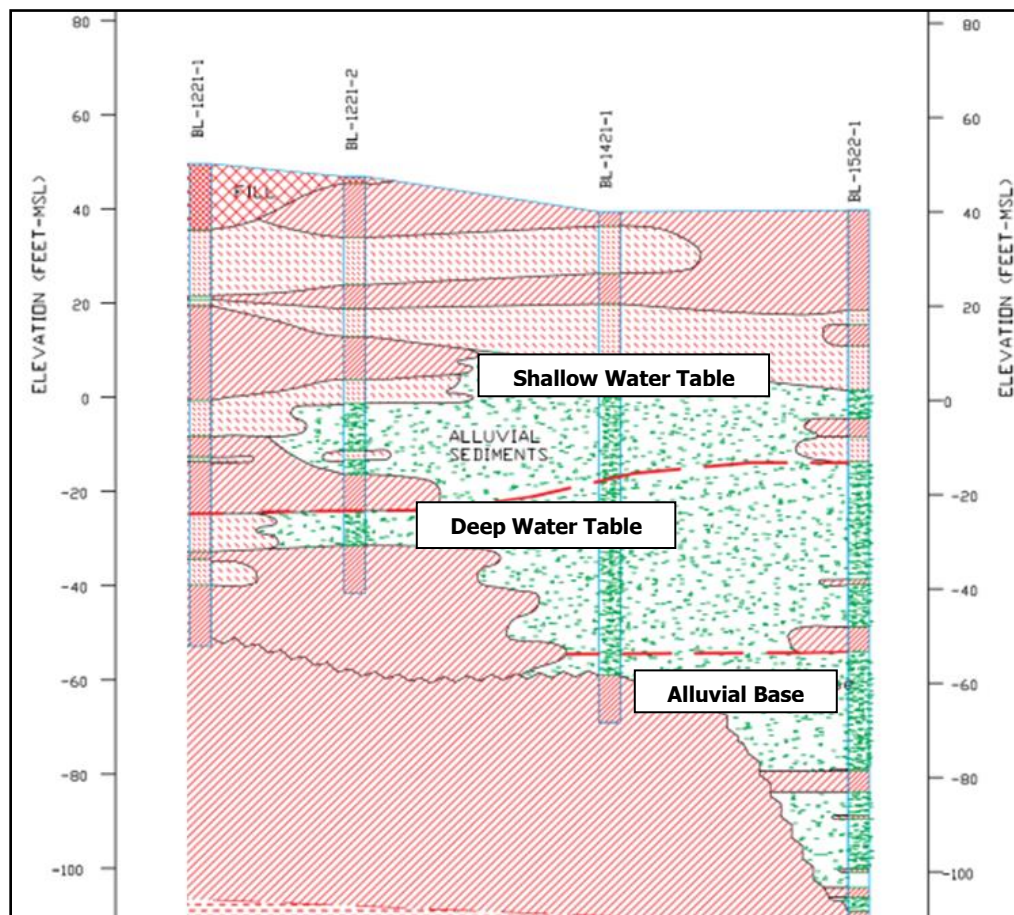 80
60
40
20
0
-20
-40
-60
-80
-100
ELEVATION (FEET-MSL)
BL-1221-1
BL-1221-2
BL-1421-1
BL-1522-1
FILL
Shallow Water Table
ALLUVIAL
SEDIMENTS
Deep Water Table
Alluvial Base
80
60
40
20
0
-20
-40
-60
-80
-100
ELEVATION (FEET-MSL)